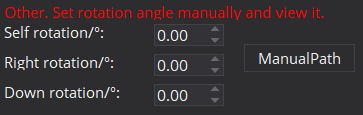 Other. Set rotation angle manually and view it.
Self rotation/°: 0.00
Right rotation/°: 0.00 ManualPath
Down rotation/°: 0.00